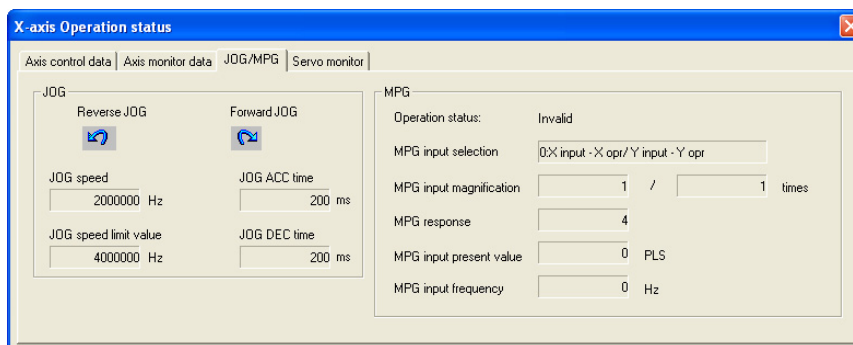 X-axis Operation status
Axis control data Axis monitor data JOG/MPG Servo monitor
JOG
Reverse JOG Forward JOG
JOG speed JOG ACC time
2000000 Hz 200 ms
JOG speed limit value JOG DEC time
4000000 Hz 200 ms
MPG
Operation status: Invalid
MPG input selection 0:X input - X opr/ Y input - Y opr
MPG input magnification 1 / 1 times
MPG response 4
MPG input present value 0 PLS
MPG input frequency 0 Hz